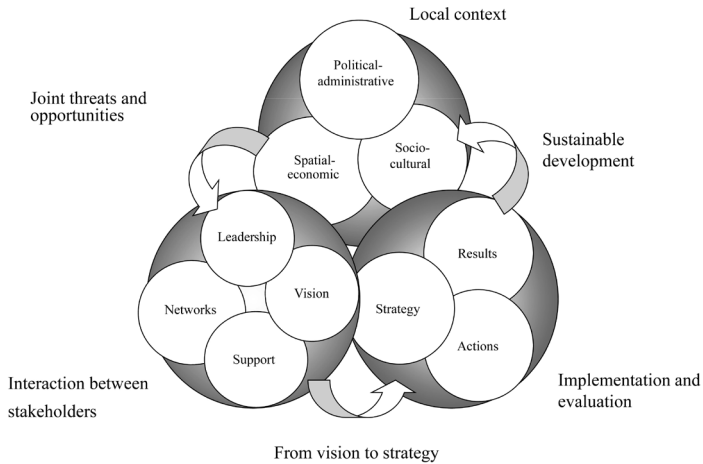 Local context
Political-
administrative
Joint threats and
opportunities
Socio-
cultural
Spatial-
economic
Sustainable
development
Leadership
Results
Vision
Networks
Strategy
Support
Actions
Interaction between
stakeholders
Implementation and
evaluation
From vision to strategy